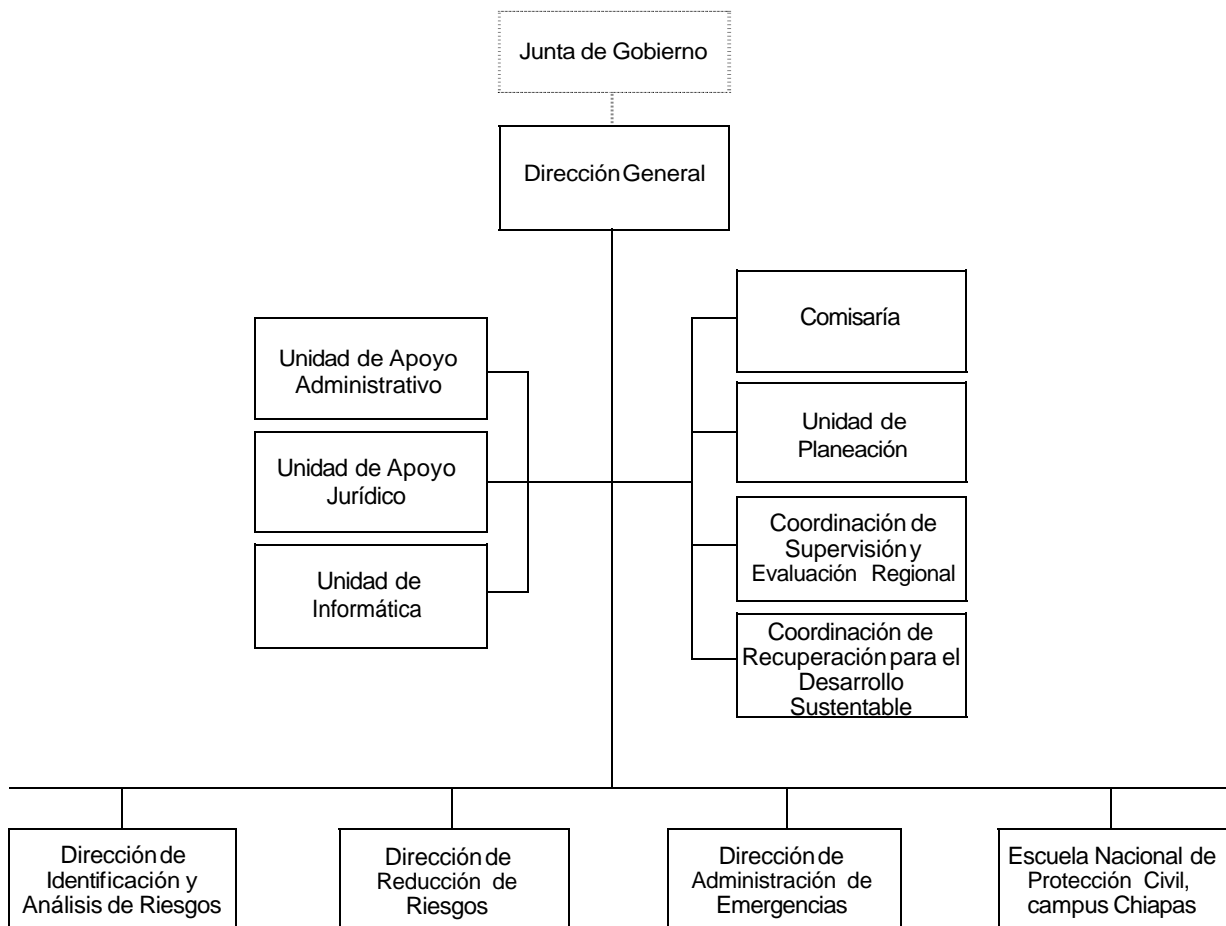 Junta de Gobierno
Dirección General
Comisaría
Unidad de Apoyo
Administrativo
Unidad de
Planeación
Unidad de Apoyo
Jurídico
Coordinación de
Supervisión y
Evaluación Regional
Unidad de
Informática
Coordinación de
Recuperación para el
Desarrollo
Sustentable
Dirección de
Identificación y
Análisis de Riesgos
Dirección de
Reducción de
Riesgos
Dirección de
Administración de
Emergencias
Escuela Nacional de
Protección Civil,
campus Chiapas